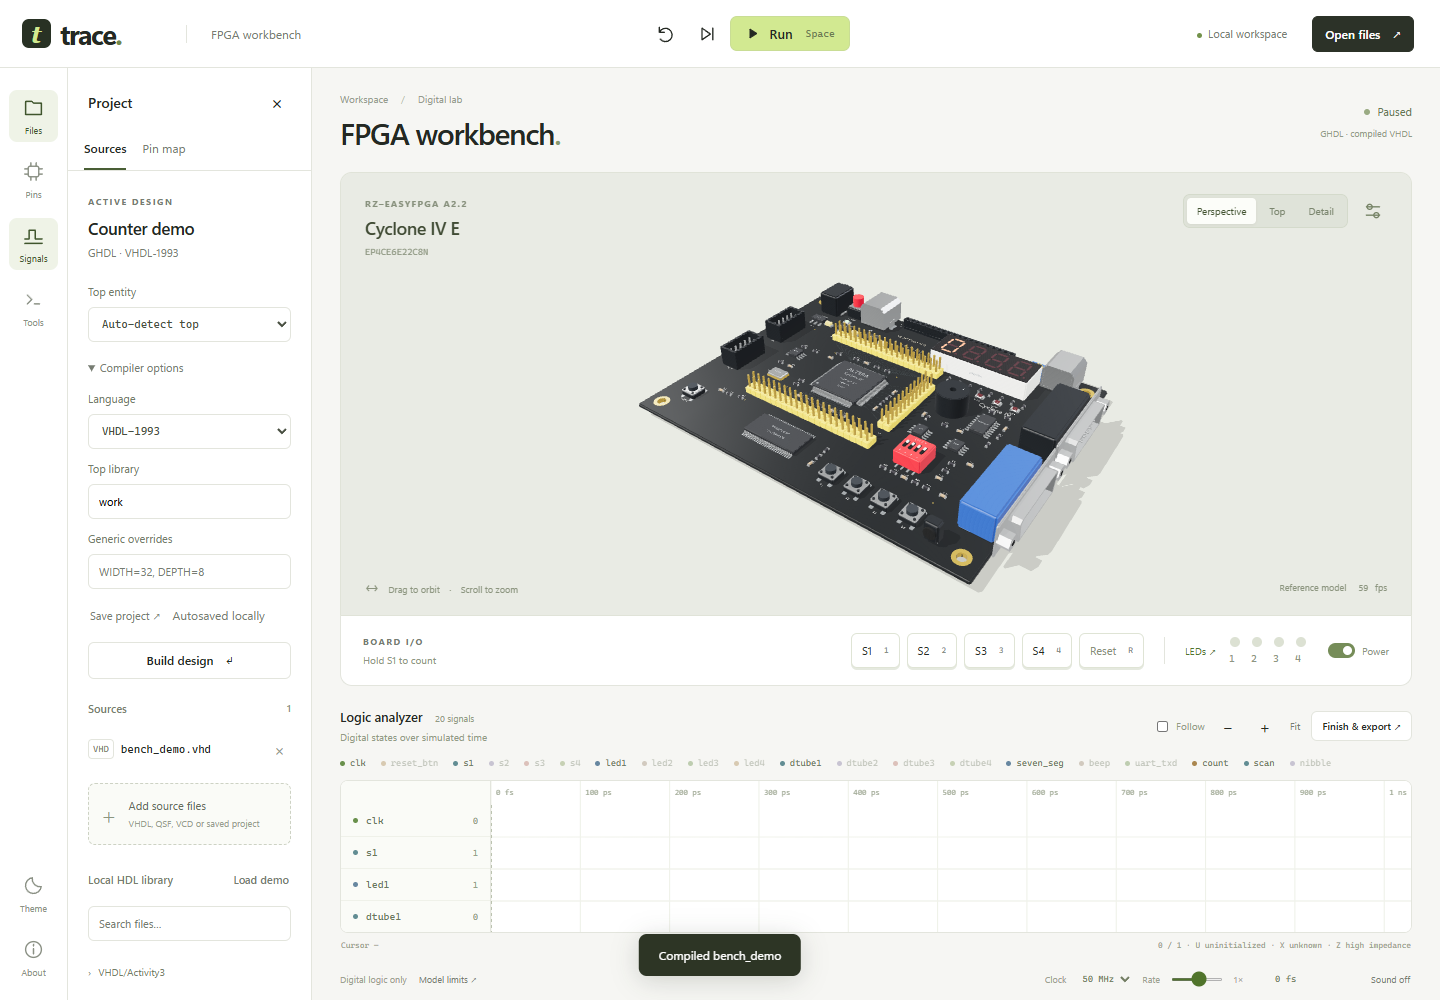 t trace.
FPGA workbench
Run Space
Local workspace
Open files ↗
Files
Pins
Signals
Tools
Theme
About
Project ×
Sources Pin map
ACTIVE DESIGN
Counter demo
GHDL · VHDL-1993
Top entity
Auto-detect top
▼ Compiler options
Language
VHDL-1993
Top library
work
Generic overrides
WIDTH=32, DEPTH=8
Save project ↗ Autosaved locally
Build design ↲
Sources 1
VHD bench_demo.vhd ×
+ Add source files
VHDL, QSF, VCD or saved project
Local HDL library Load demo
Search files...
› VHDL/Activity3
Workspace / Digital lab
FPGA workbench.
Paused
GHDL · compiled VHDL
RZ-EASYFPGA A2.2
Cyclone IV E
EP4CE6E22C8N
Perspective Top Detail
ALTERA
Drag to orbit · Scroll to zoom
Reference model 59 fps
BOARD I/O
Hold S1 to count
S1 1 S2 2 S3 3 S4 4 Reset R
LEDs ↗ 1 2 3 4
Power
Logic analyzer 20 signals
Digital states over simulated time
Follow − + Fit Finish & export ↗
clk reset_btn s1 s2 s3 s4 led1 led2 led3 led4 dtube1 dtube2 dtube3 dtube4 seven_seg beep uart_txd count scan nibble
0 fs 100 ps 200 ps 300 ps 400 ps 500 ps 600 ps 700 ps 800 ps 900 ps 1 ns
clk 0
s1 1
led1 1
dtube1 0
Cursor —
0 / 1 · U uninitialized · X unknown · Z high impedance
Compiled bench_demo
Digital logic only Model limits ↗
Clock 50 MHz Rate 1× 0 fs Sound off